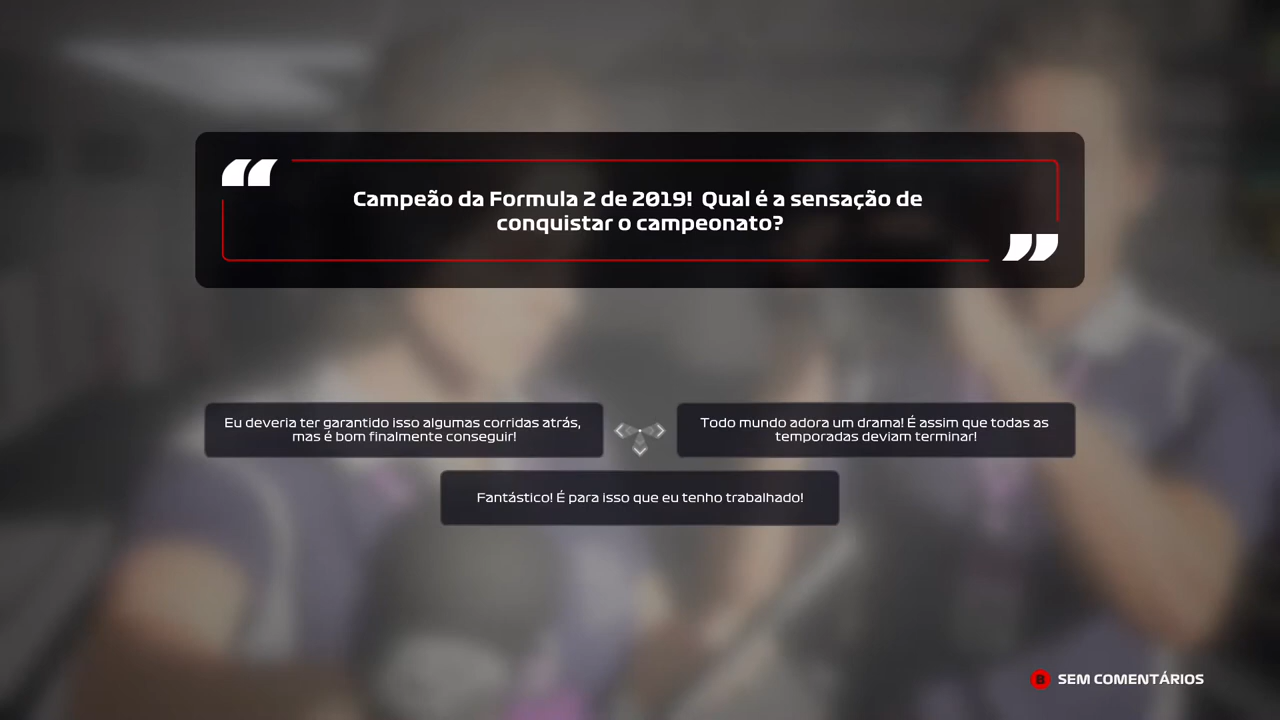 Campeão da Formula 2 de 2019! Qual é a sensação de
conquistar o campeonato?
Eu deveria ter garantido isso algumas corridas atrás,
mas é bom finalmente conseguir!
Todo mundo adora um drama! É assim que todas as
temporadas deviam terminar!
Fantástico! É para isso que eu tenho trabalhado!
B SEM COMENTÁRIOS